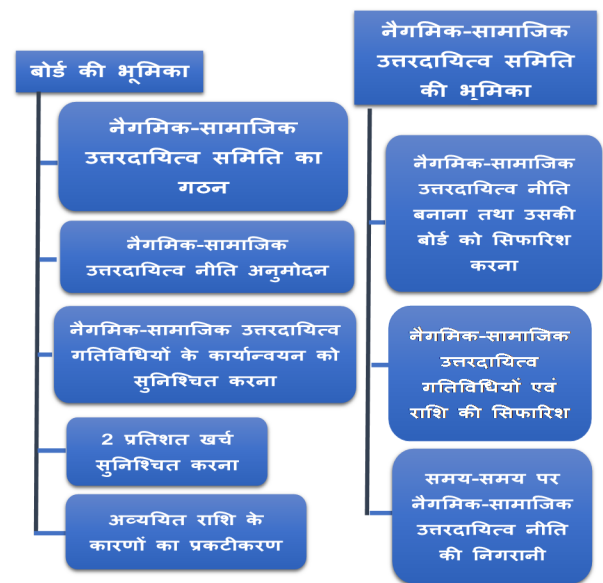 बोर्ड की भूमिका
नैगमिक-सामाजिक
उत्तरदायित्व समिति का
गठन
नैगमिक-सामाजिक
उत्तरदायित्व नीति अनुमोदन
नैगमिक-सामाजिक उत्तरदायित्व
गतिविधियों के कार्यान्वयन को
सुनिश्चित करना
2 प्रतिशत खर्च
सुनिश्चित करना
अव्ययित राशि के
कारणों का प्रकटीकरण
नैगमिक-सामाजिक
उत्तरदायित्व समिति
की भूमिका
नैगमिक-सामाजिक
उत्तरदायित्व नीति
बनाना तथा उसकी
बोर्ड को सिफारिश
करना
नैगमिक-सामाजिक
उत्तरदायित्व
गतिविधियों एवं
राशि की सिफारिश
समय-समय पर
नैगमिक-सामाजिक
उत्तरदायित्व नीति
की निगरानी